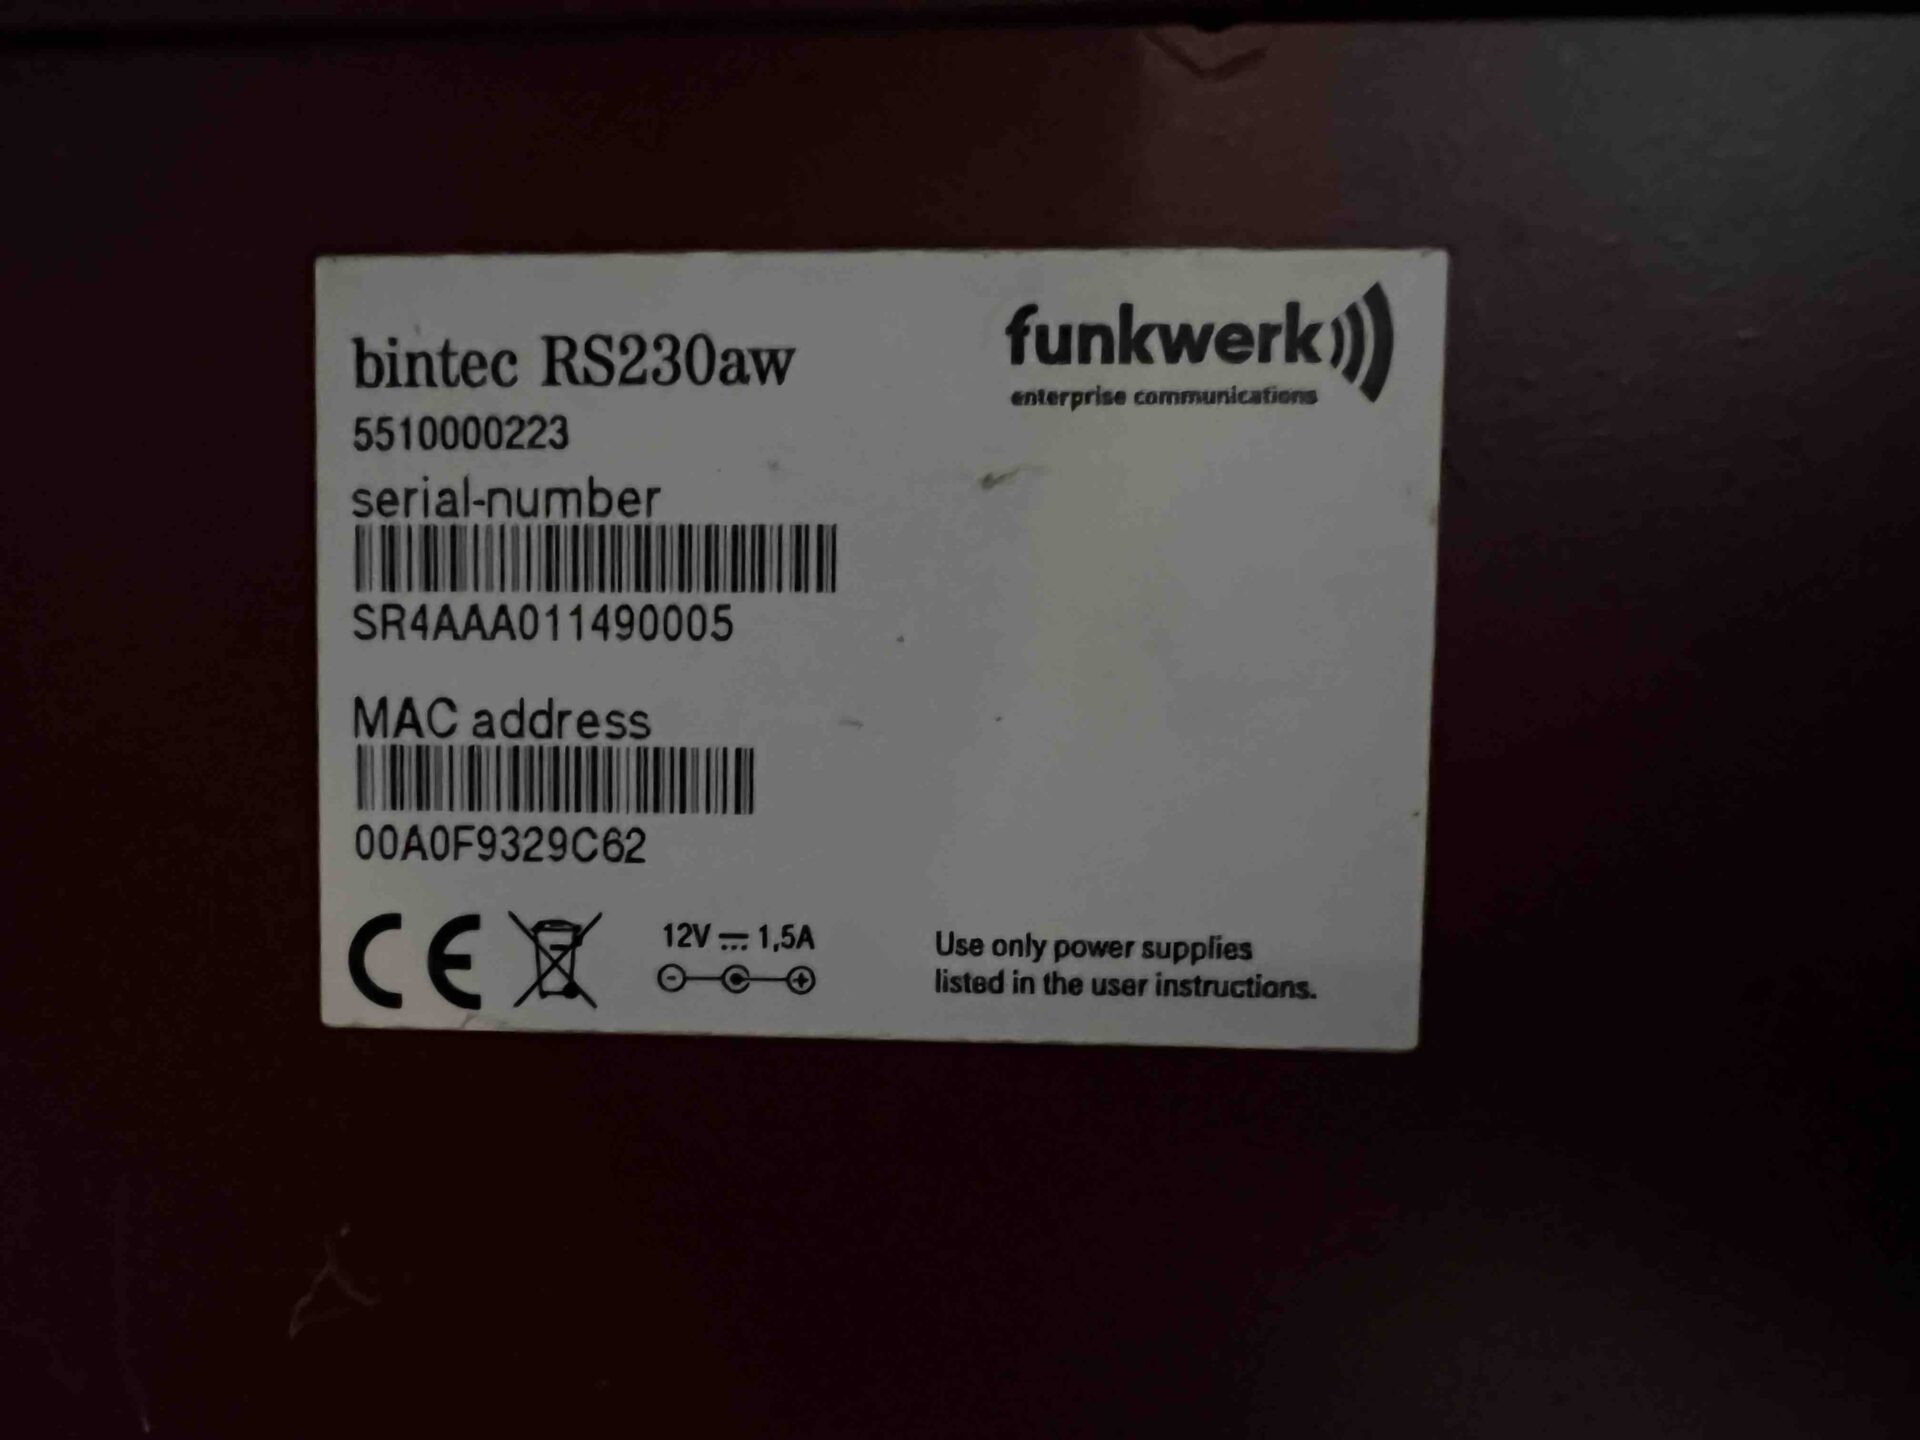 bintec RS230aw
funkwerk
enterprise communications
5510000223
serial-number
SR4AAA011490005
MAC address
00A0F9329C62
CE
12V ⎓ 1,5A
Use only power supplies
listed in the user instructions.